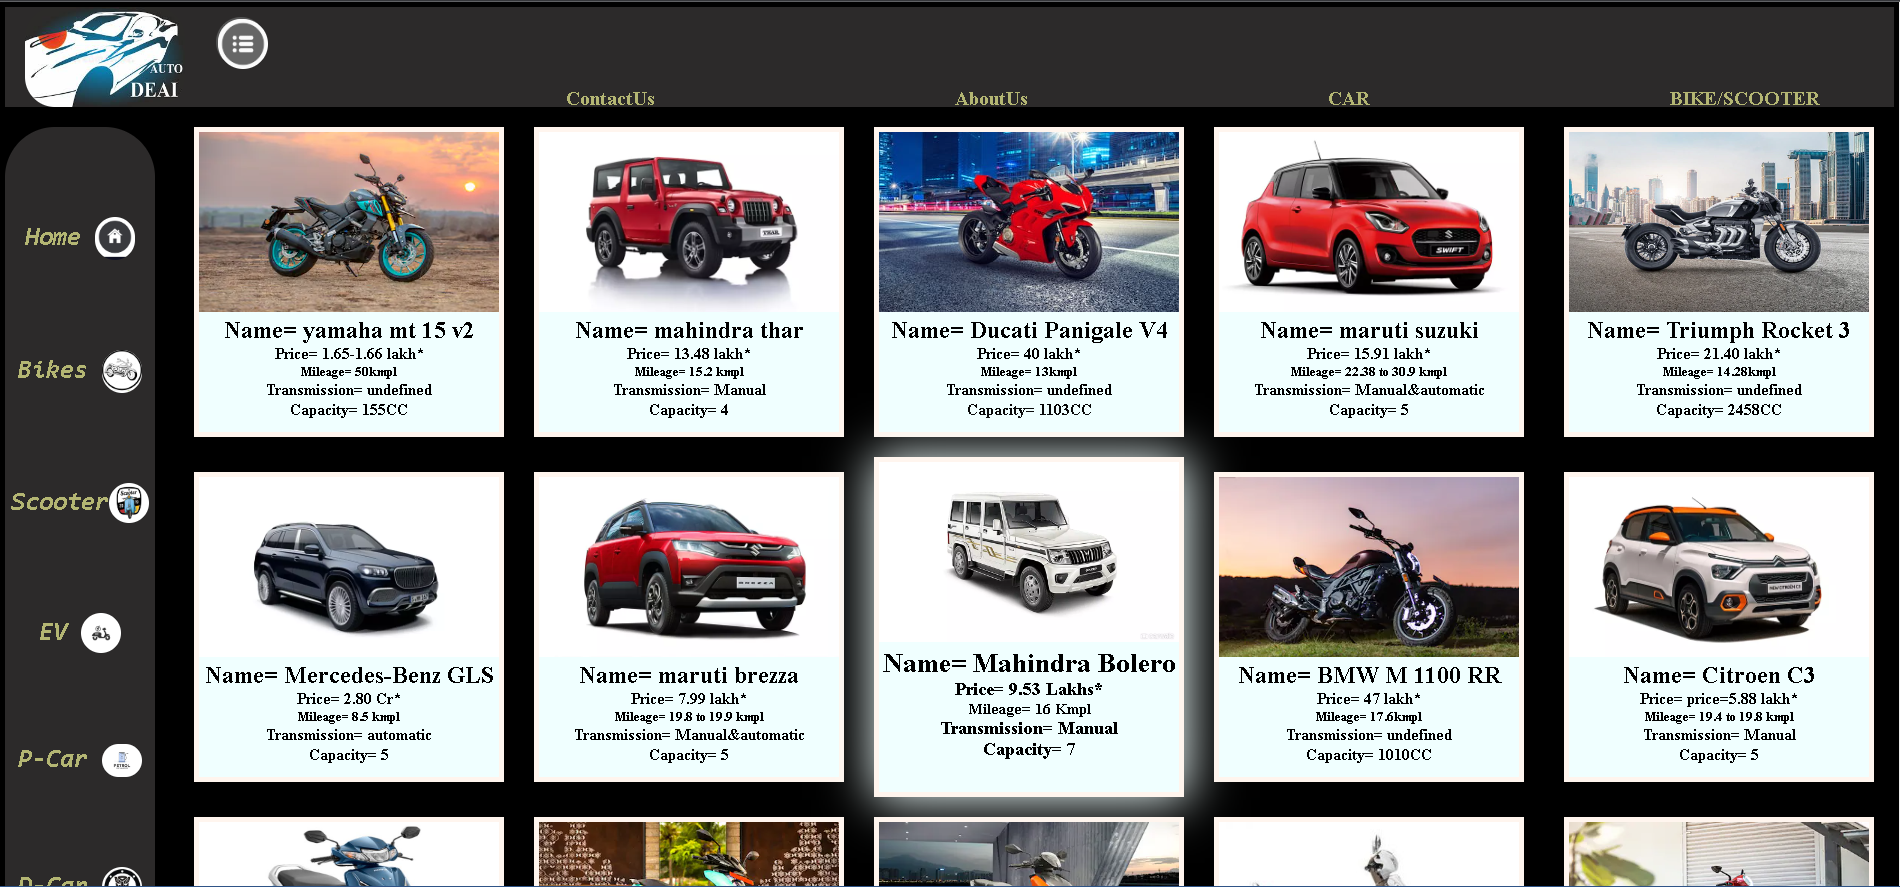 AUTO
DEAL
ContactUs
AboutUs
CAR
BIKE/SCOOTER
Home
Bikes
Scooter
EV
P-Car
D-Car
THAR
Name= yamaha mt 15 v2
Price= 1.65-1.66 lakh*
Mileage= 50kmpl
Transmission= undefined
Capacity= 155CC
Name= mahindra thar
Price= 13.48 lakh*
Mileage= 15.2 kmpl
Transmission= Manual
Capacity= 4
Name= Ducati Panigale V4
Price= 40 lakh*
Mileage= 13kmpl
Transmission= undefined
Capacity= 1103CC
SWIFT
Name= maruti suzuki
Price= 15.91 lakh*
Mileage= 22.38 to 30.9 kmpl
Transmission= Manual&automatic
Capacity= 5
Name= Triumph Rocket 3
Price= 21.40 lakh*
Mileage= 14.28kmpl
Transmission= undefined
Capacity= 2458CC
Name= Mercedes-Benz GLS
Price= 2.80 Cr*
Mileage= 8.5 kmpl
Transmission= automatic
Capacity= 5
BREZZA
Name= maruti brezza
Price= 7.99 lakh*
Mileage= 19.8 to 19.9 kmpl
Transmission= Manual&automatic
Capacity= 5
Name= Mahindra Bolero
Price= 9.53 Lakhs*
Mileage= 16 Kmpl
Transmission= Manual
Capacity= 7
Name= BMW M 1100 RR
Price= 47 lakh*
Mileage= 17.6kmpl
Transmission= undefined
Capacity= 1010CC
NEW CITROËN C3
Name= Citroen C3
Price= price=5.88 lakh*
Mileage= 19.4 to 19.8 kmpl
Transmission= Manual
Capacity= 5